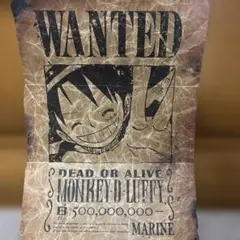 WANTED
DEAD OR ALIVE
MONKEY D LUFFY
฿500,000,000-
MARINE